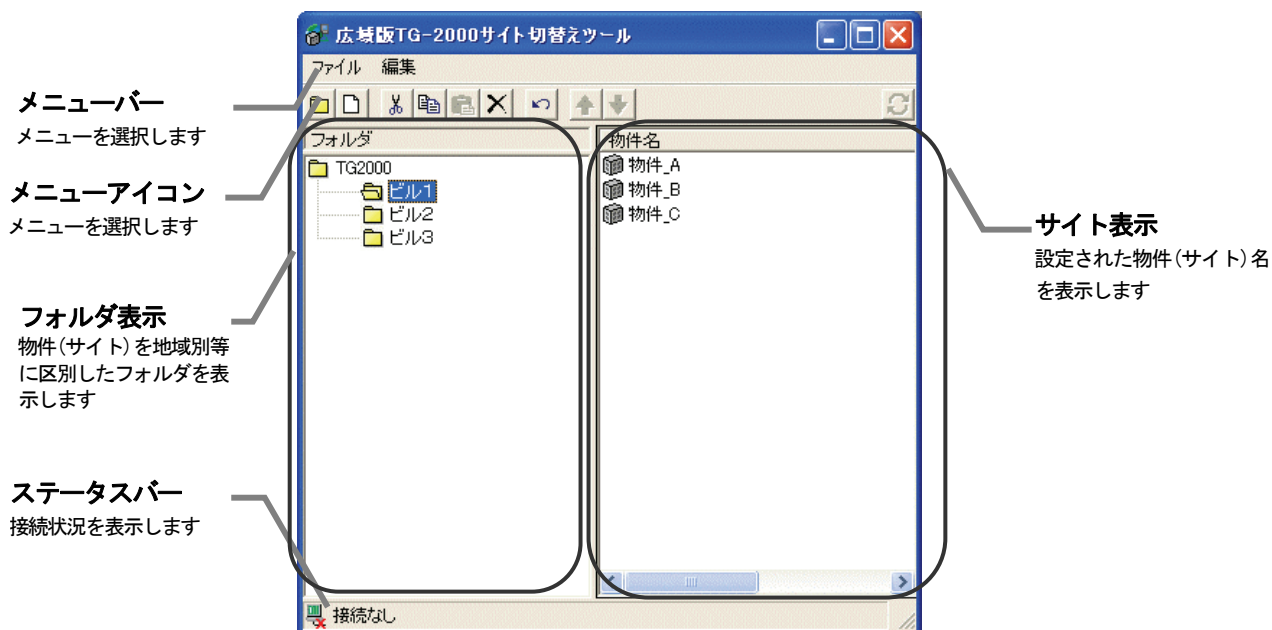 広域版TG-2000サイト切替えツール
ファイル 編集
メニューバー
メニューを選択します
メニューアイコン
メニューを選択します
フォルダ表示
物件(サイト)を地域別等
に区別したフォルダを表
示します
ステータスバー
接続状況を表示します
フォルダ
TG2000
ビル1
ビル2
ビル3
物件名
物件_A
物件_B
物件_C
サイト表示
設定された物件(サイト)名
を表示します
接続なし